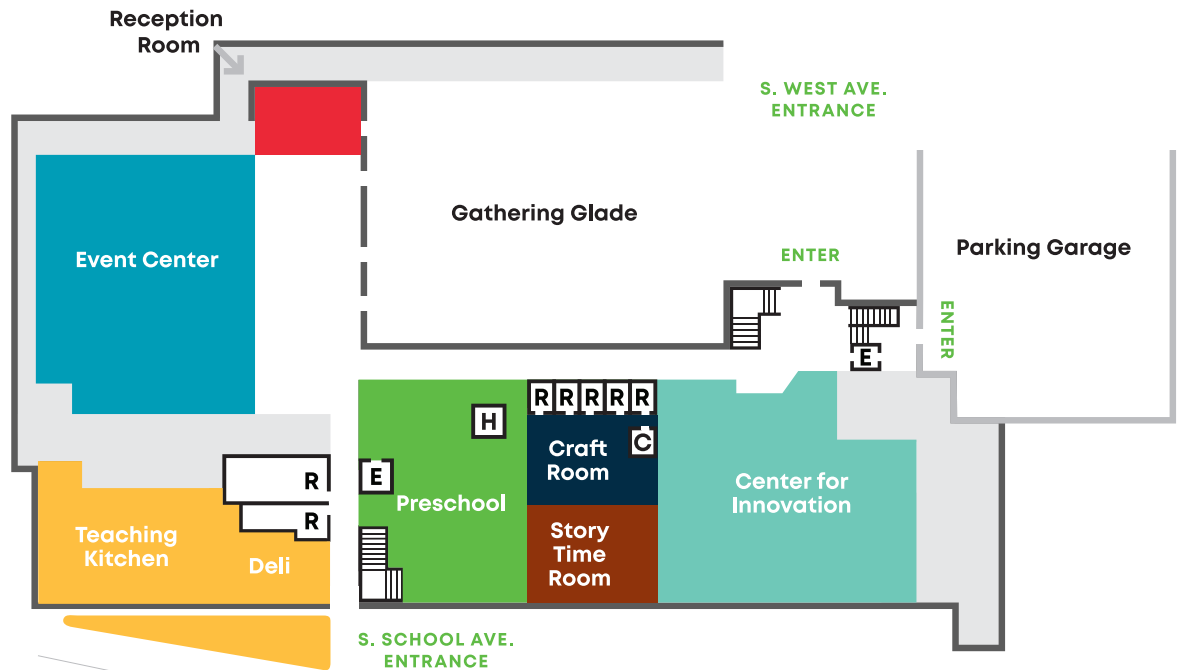 Reception
Room
S. WEST AVE.
ENTRANCE
Gathering Glade
Parking Garage
Event Center
ENTER
ENTER
E
R R R R R
H
C
Craft
Room
E
R
Preschool
Center for
Innovation
R
Teaching
Kitchen
Deli
Story
Time
Room
S. SCHOOL AVE.
ENTRANCE